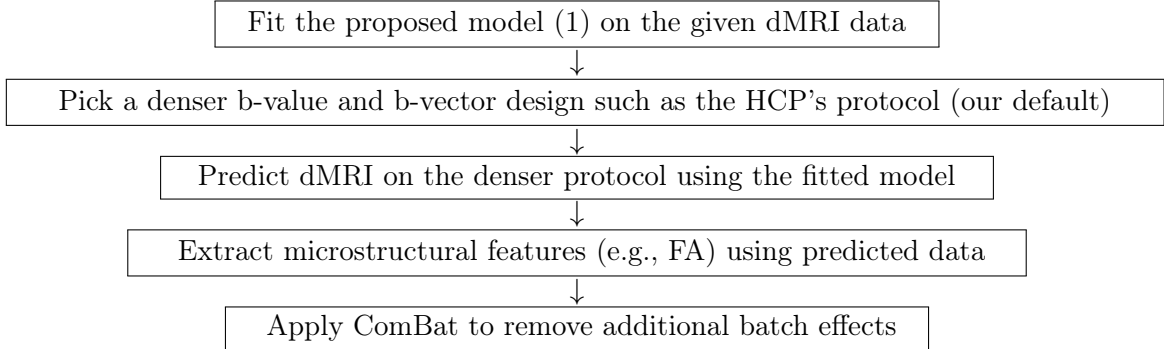 Fit the proposed model (1) on the given dMRI data
Pick a denser b-value and b-vector design such as the HCP's protocol (our default)
Predict dMRI on the denser protocol using the fitted model
Extract microstructural features (e.g., FA) using predicted data
Apply ComBat to remove additional batch effects